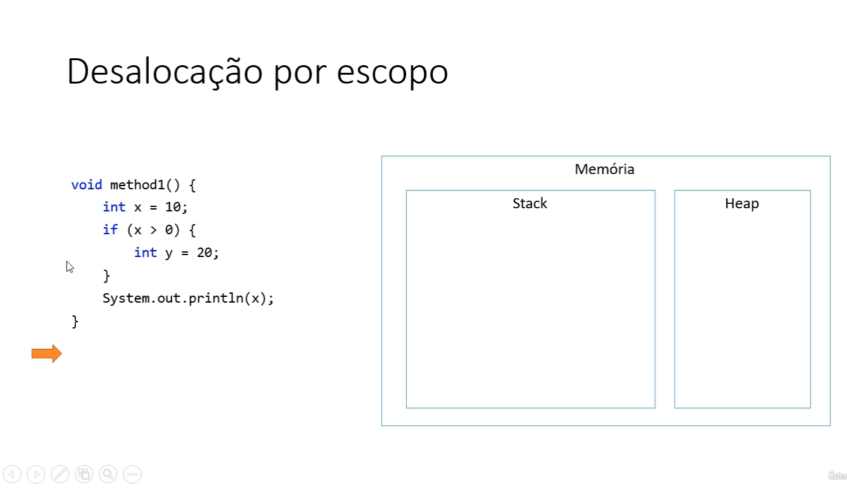 Desalocação por escopo
void method1() {
int x = 10;
if (x > 0) {
int y = 20;
}
System.out.println(x);
}
Memória
Stack
Heap